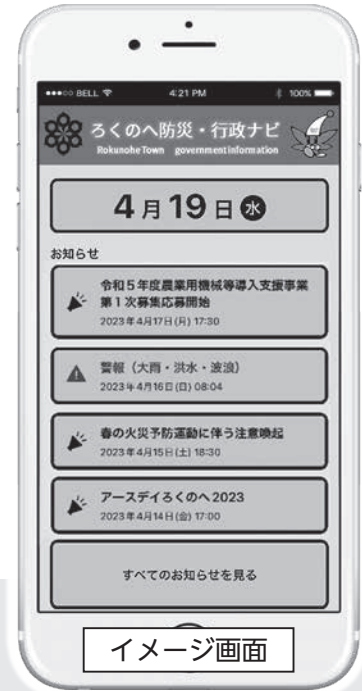 ●●●○○ BELL 4:21 PM 100%
ろくのへ防災・行政ナビ
Rokunohe Town government information
4月19日 水
お知らせ
令和5年度農業用機械等導入支援事業
第1次募集応募開始
2023年4月17日(月) 17:30
警報（大雨・洪水・波浪）
2023年4月16日(日) 08:04
春の火災予防運動に伴う注意喚起
2023年4月15日(土) 18:30
アースデイろくのへ2023
2023年4月14日(金) 17:00
すべてのお知らせを見る
イメージ画面